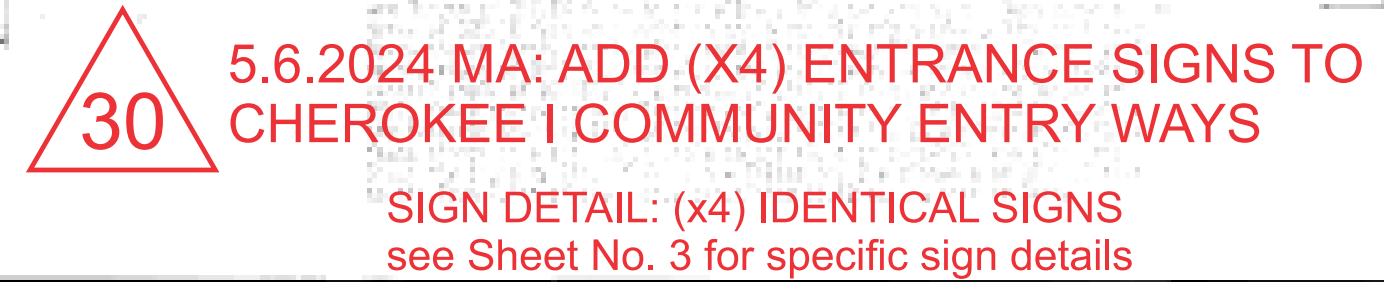 30
5.6.2024 MA: ADD (X4) ENTRANCE SIGNS TO
CHEROKEE I COMMUNITY ENTRY WAYS
SIGN DETAIL: (x4) IDENTICAL SIGNS
see Sheet No. 3 for specific sign details